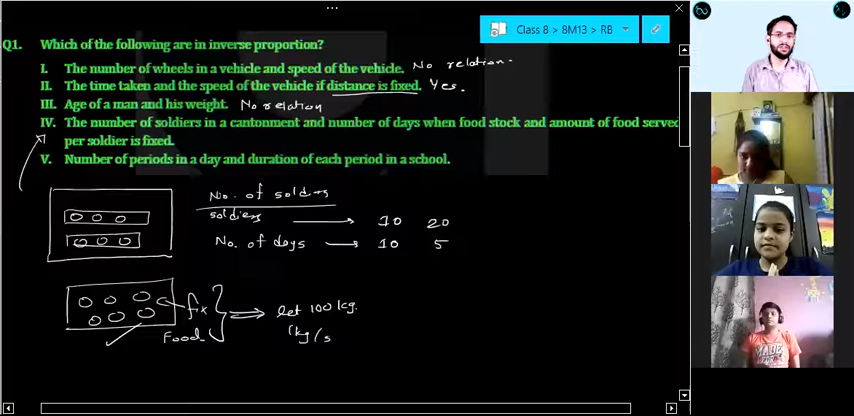 Class 8 > 8M13 > RB
Q1. Which of the following are in inverse proportion?
I. The number of wheels in a vehicle and speed of the vehicle. No relation.
II. The time taken and the speed of the vehicle if distance is fixed. Yes.
III. Age of a man and his weight. No relation
IV. The number of soldiers in a cantonment and number of days when food stock and amount of food served
per soldier is fixed.
V. Number of periods in a day and duration of each period in a school.
No. of soldiers
soldiers → 10 20
No. of days → 10 5
fix
Food
let 100 kg.
1kg/s
MADE